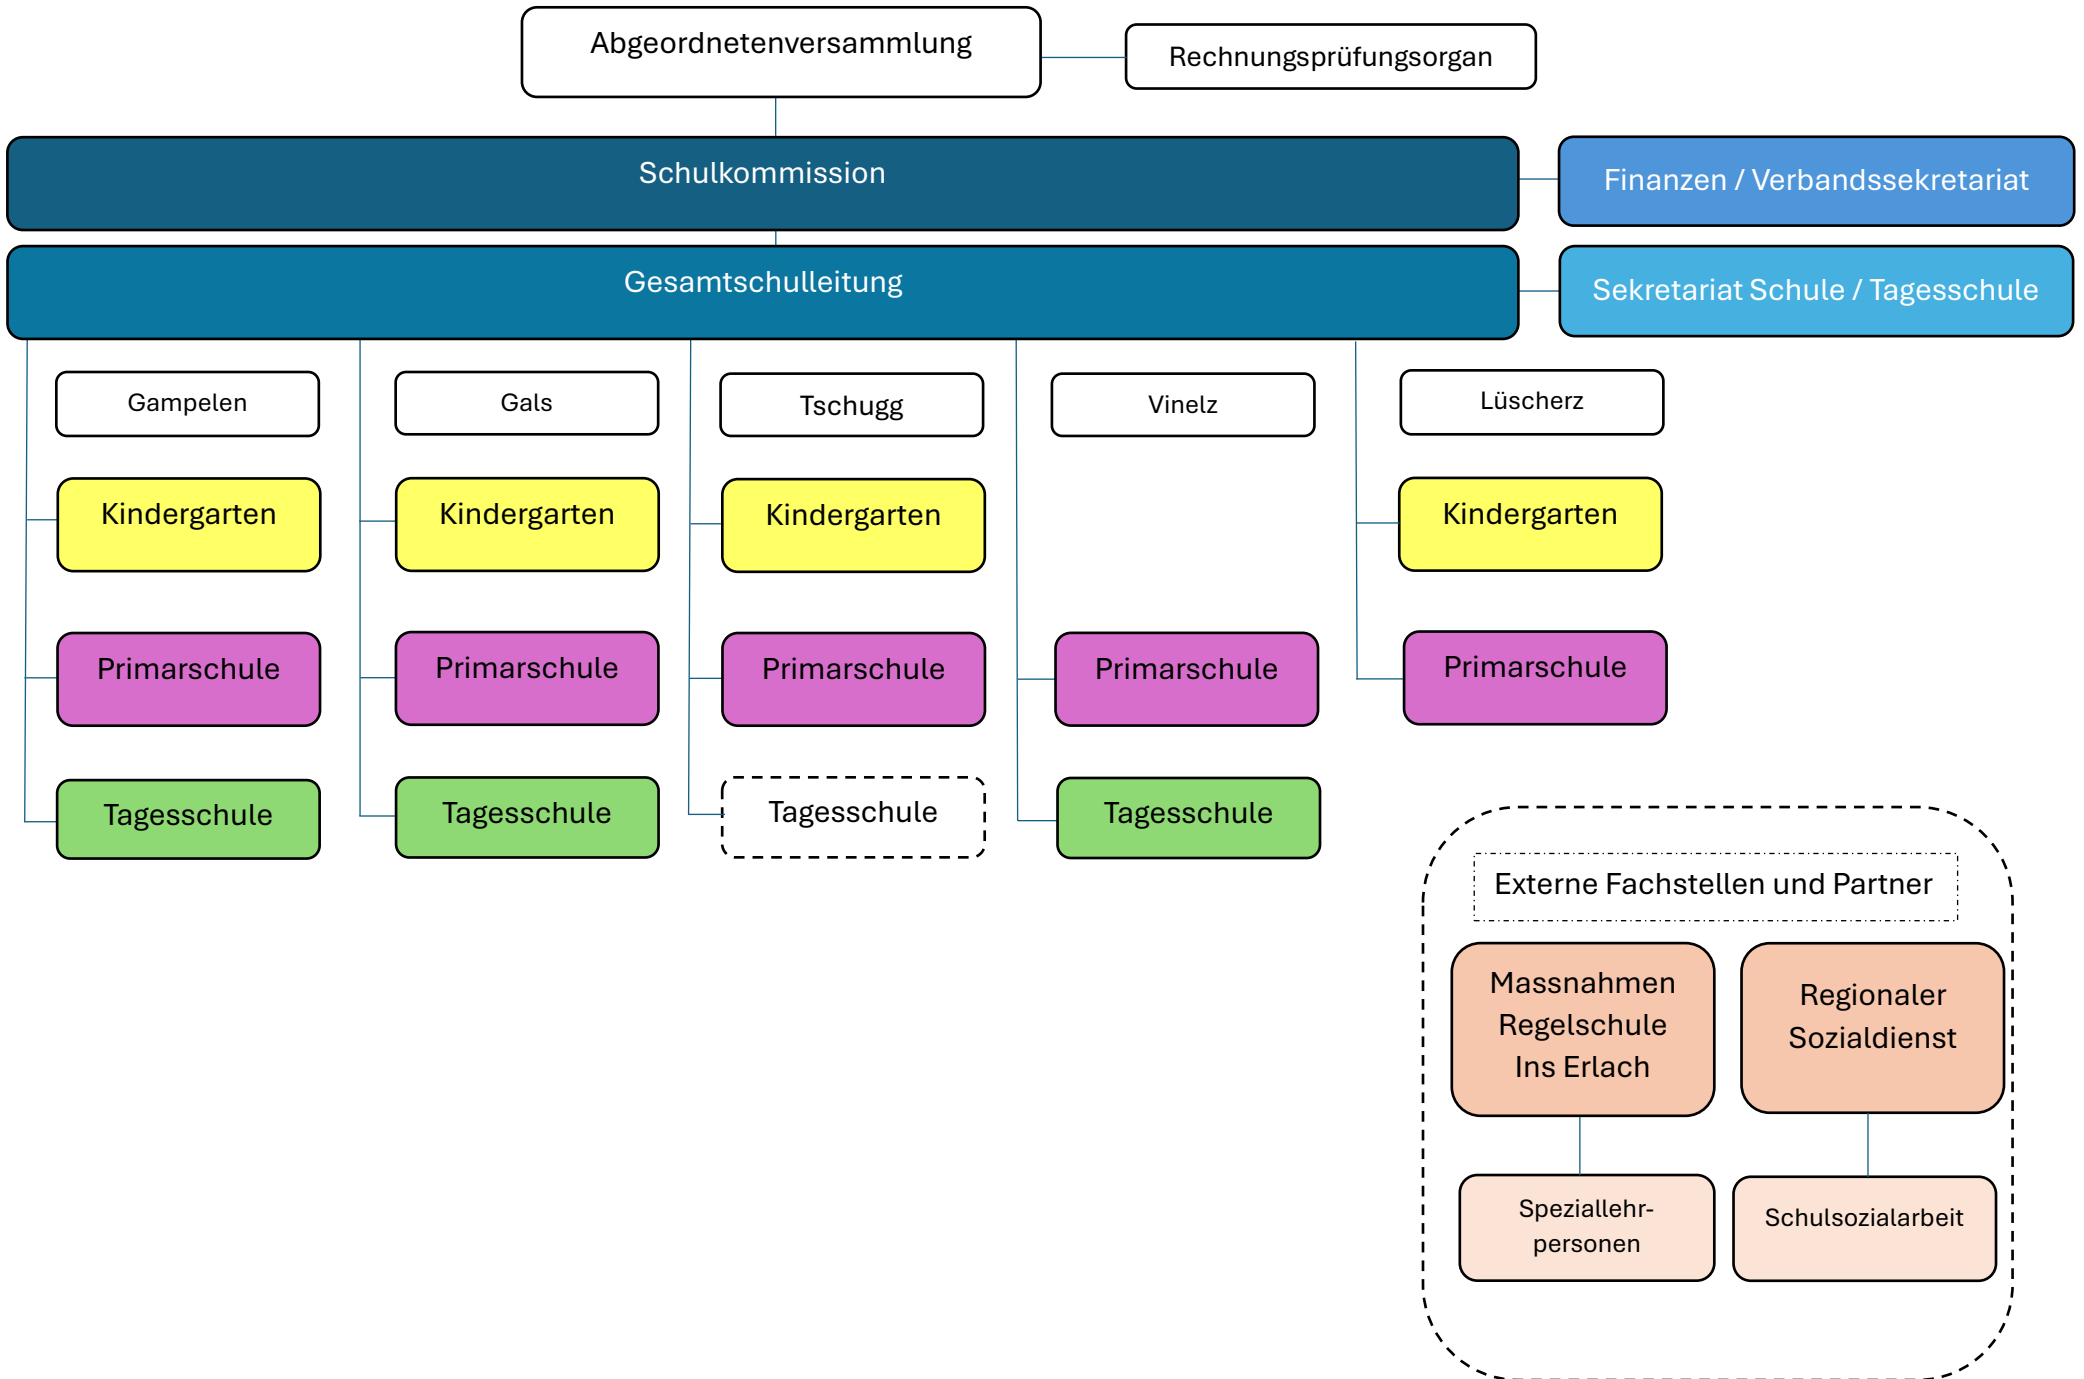 Abgeordnetenversammlung
Rechnungsprüfungsorgan
Schulkommission
Finanzen / Verbandssekretariat
Gesamtschulleitung
Sekretariat Schule / Tagesschule
Gampelen
Gals
Tschugg
Vinelz
Lüscherz
Kindergarten
Kindergarten
Kindergarten
Kindergarten
Primarschule
Primarschule
Primarschule
Primarschule
Primarschule
Tagesschule
Tagesschule
Tagesschule
Tagesschule
Externe Fachstellen und Partner
Massnahmen
Regelschule
Ins Erlach
Regionaler
Sozialdienst
Speziallehr-
personen
Schulsozialarbeit